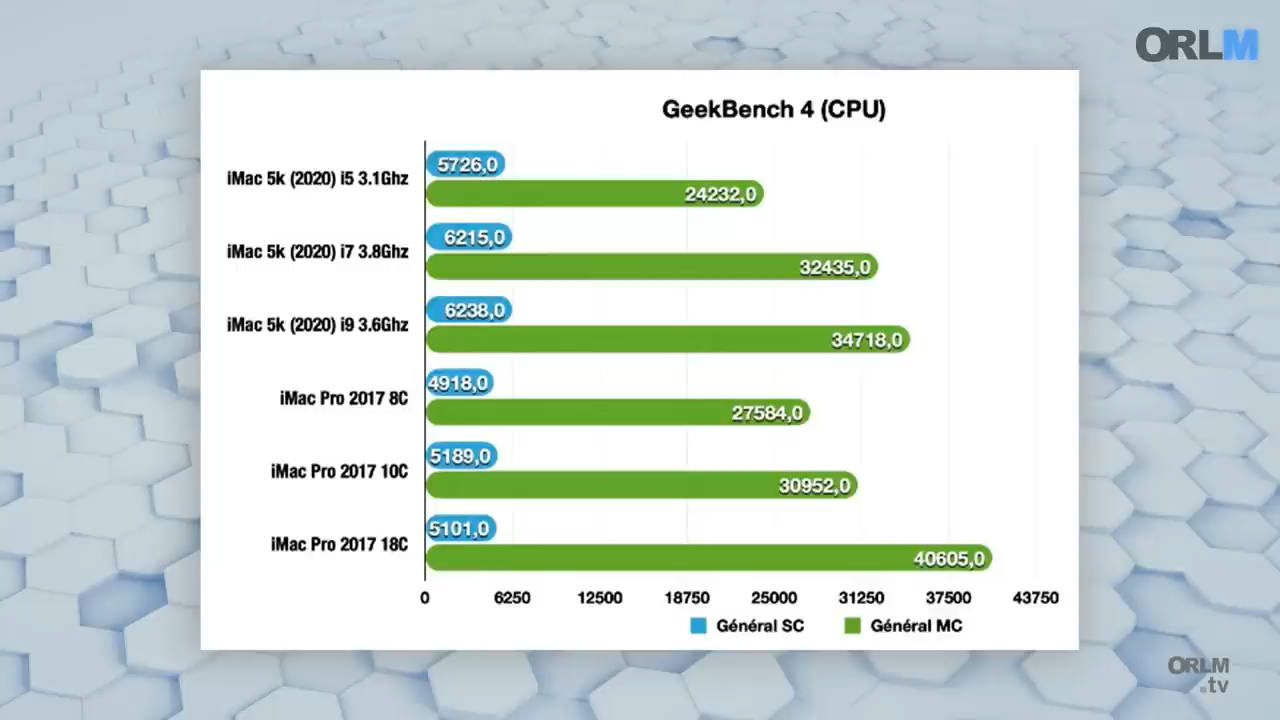 ORLM
GeekBench 4 (CPU)
iMac 5k (2020) i5 3.1Ghz
5726,0
24232,0
iMac 5k (2020) i7 3.8Ghz
6215,0
32435,0
iMac 5k (2020) i9 3.6Ghz
6238,0
34718,0
iMac Pro 2017 8C
4918,0
27584,0
iMac Pro 2017 10C
5189,0
30952,0
iMac Pro 2017 18C
5101,0
40605,0
0 6250 12500 18750 25000 31250 37500 43750
Général SC Général MC
ORLM
.tv